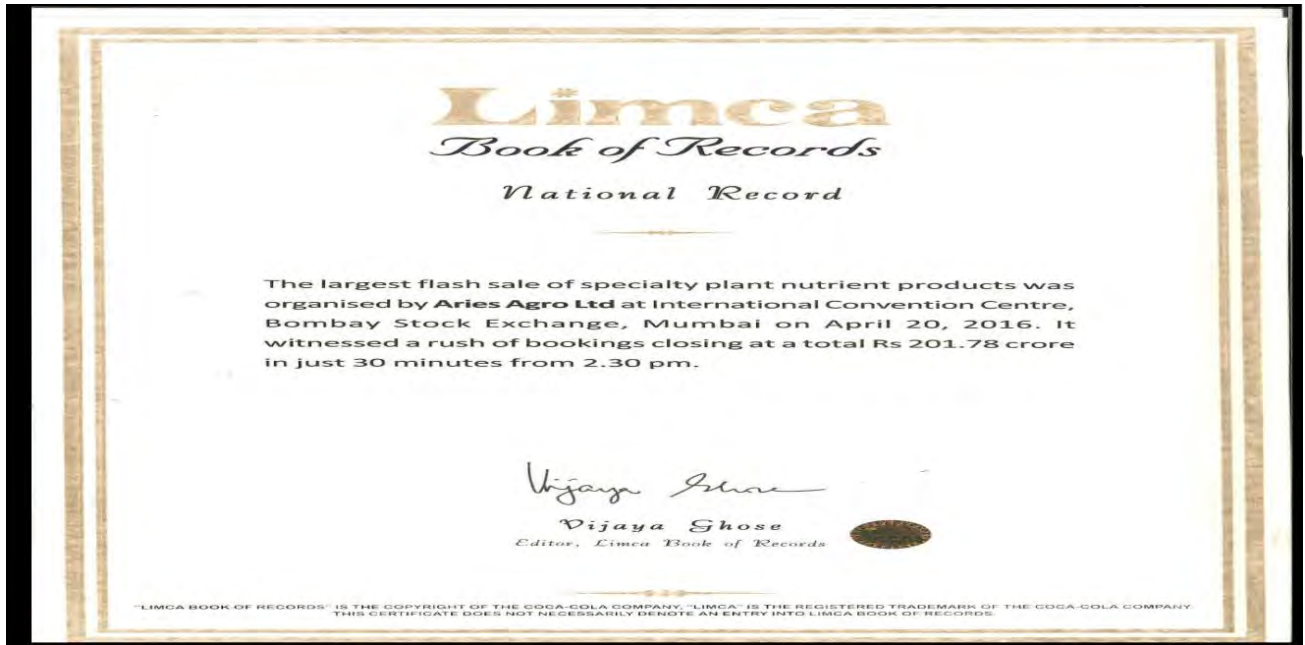 Limca
Book of Records
National Record
The largest flash sale of specialty plant nutrient products was
organised by Aries Agro Ltd at International Convention Centre,
Bombay Stock Exchange, Mumbai on April 20, 2016. It
witnessed a rush of bookings closing at a total Rs 201.78 crore
in just 30 minutes from 2.30 pm.
Vijaya Ghose
Vijaya Ghose
Editor, Limca Book of Records
"LIMCA BOOK OF RECORDS" IS THE COPYRIGHT OF THE COCA-COLA COMPANY, "LIMCA" IS THE REGISTERED TRADEMARK OF THE COCA-COLA COMPANY
THIS CERTIFICATE DOES NOT NECESSARILY DENOTE AN ENTRY INTO LIMCA BOOK OF RECORDS.